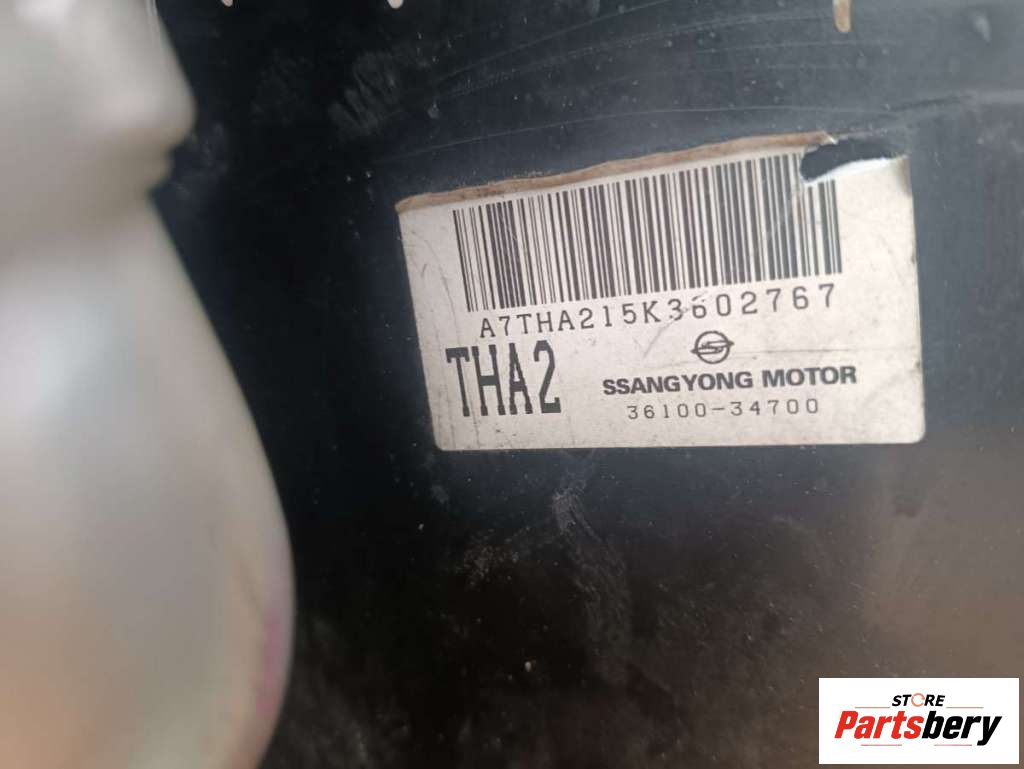 A7THA215K3602767
THA2
SSANGYONG MOTOR
36100-34700
STORE
Partsbery